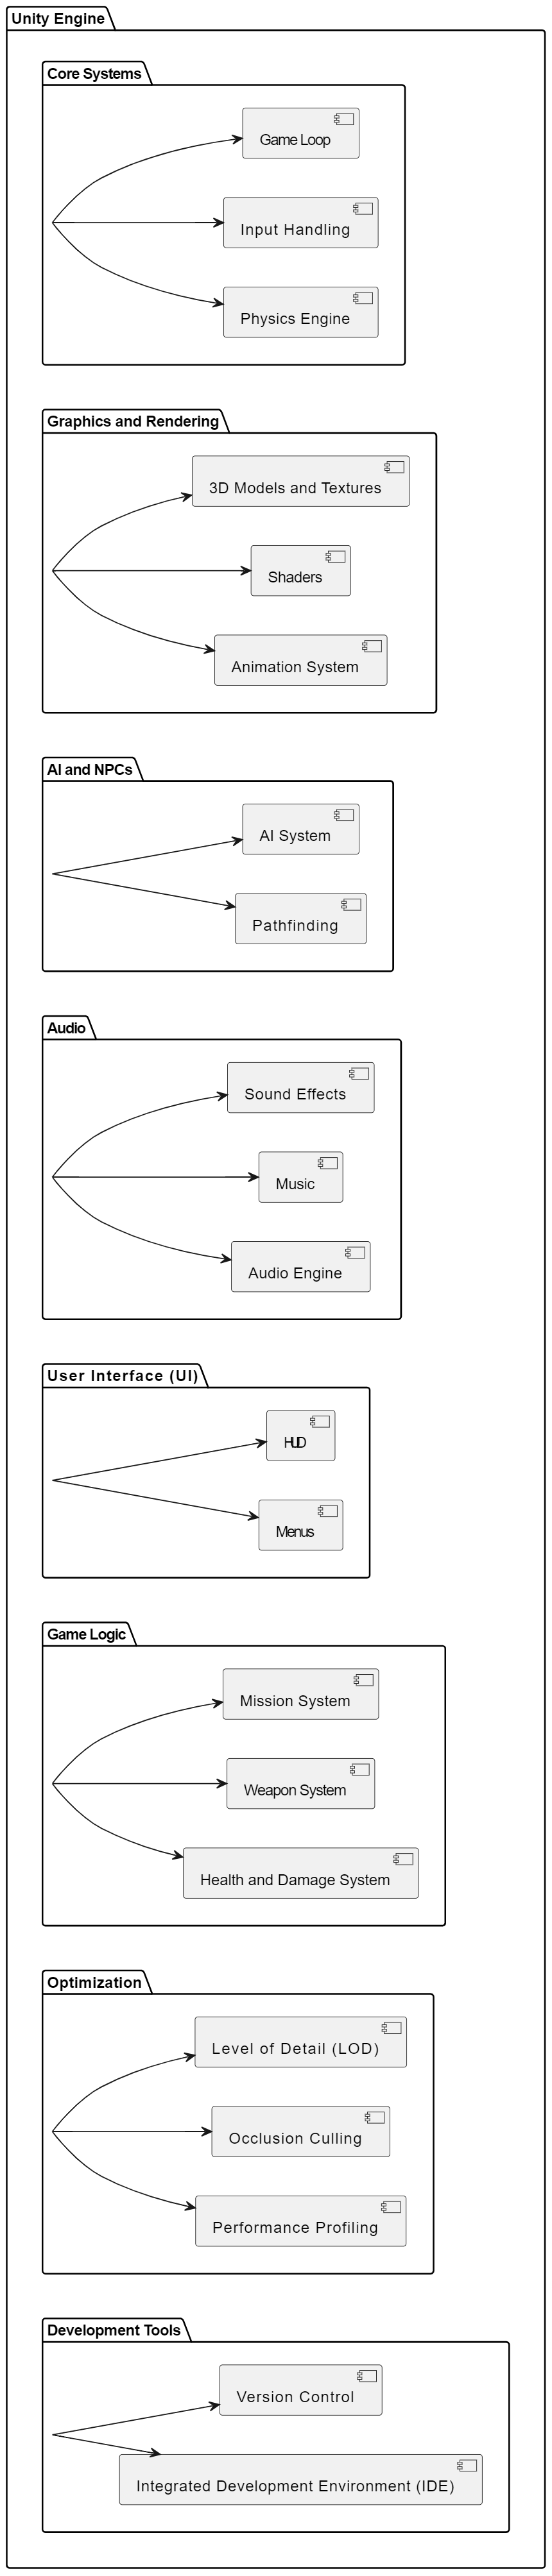 Unity Engine
Core Systems
Game Loop
Input Handling
Physics Engine
Graphics and Rendering
3D Models and Textures
Shaders
Animation System
AI and NPCs
AI System
Pathfinding
Audio
Sound Effects
Music
Audio Engine
User Interface (UI)
HUD
Menus
Game Logic
Mission System
Weapon System
Health and Damage System
Optimization
Level of Detail (LOD)
Occlusion Culling
Performance Profiling
Development Tools
Version Control
Integrated Development Environment (IDE)